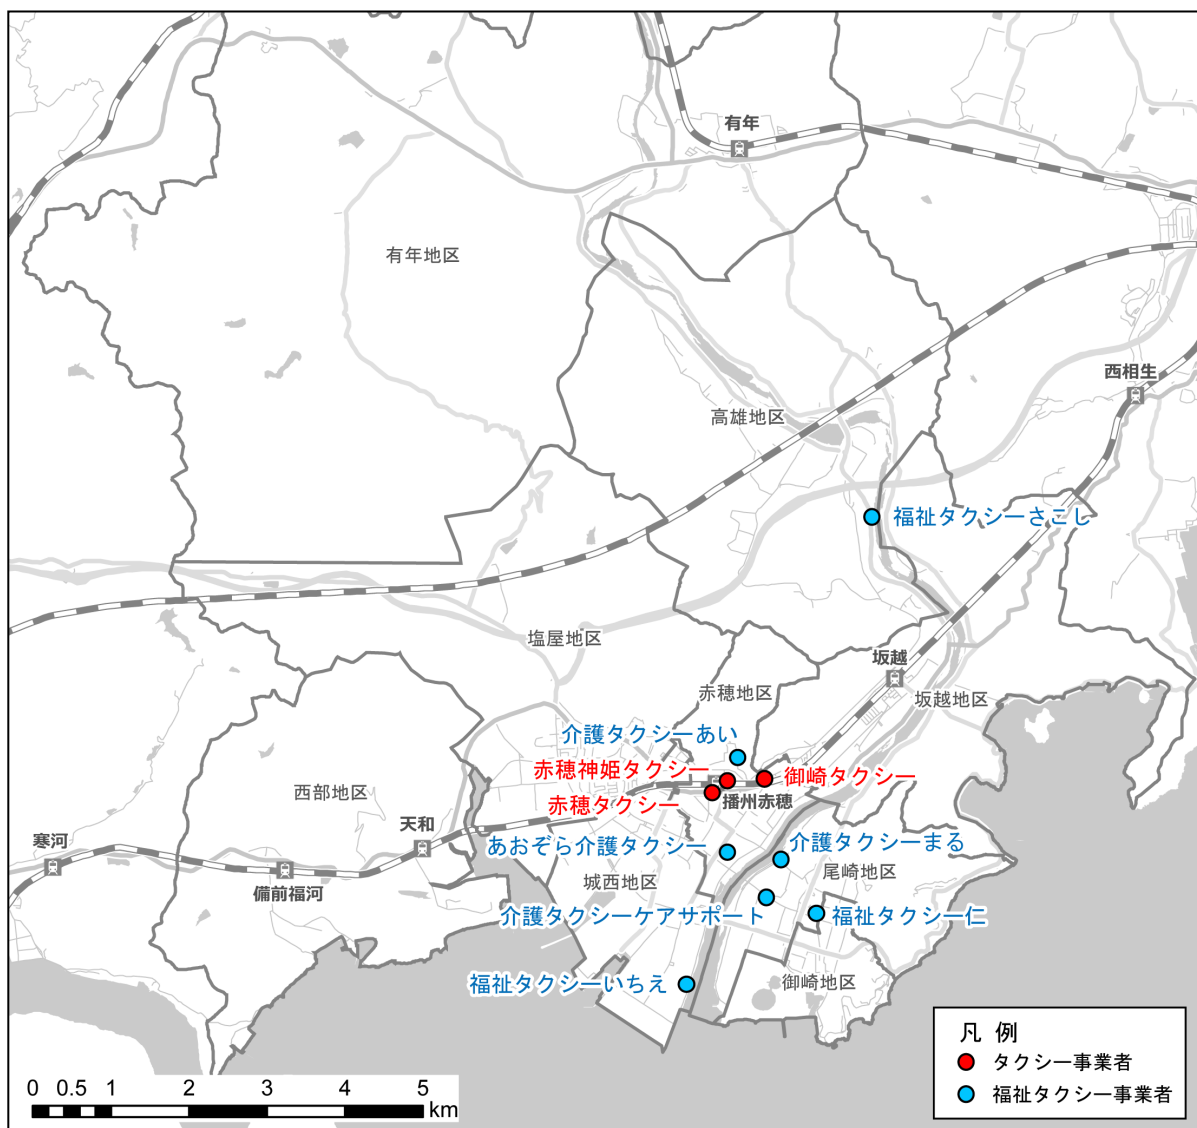 有年
有年地区
西相生
高雄地区
福祉タクシーさこし
塩屋地区
坂越
赤穂地区
坂越地区
介護タクシーあい
赤穂神姫タクシー
御崎タクシー
赤穂タクシー
播州赤穂
西部地区
天和
寒河
備前福河
あおぞら介護タクシー
介護タクシーまる
城西地区
尾崎地区
介護タクシーケアサポート
福祉タクシー仁
福祉タクシーいちえ
御崎地区
凡 例
タクシー事業者
福祉タクシー事業者
0 0.5 1 2 3 4 5
km